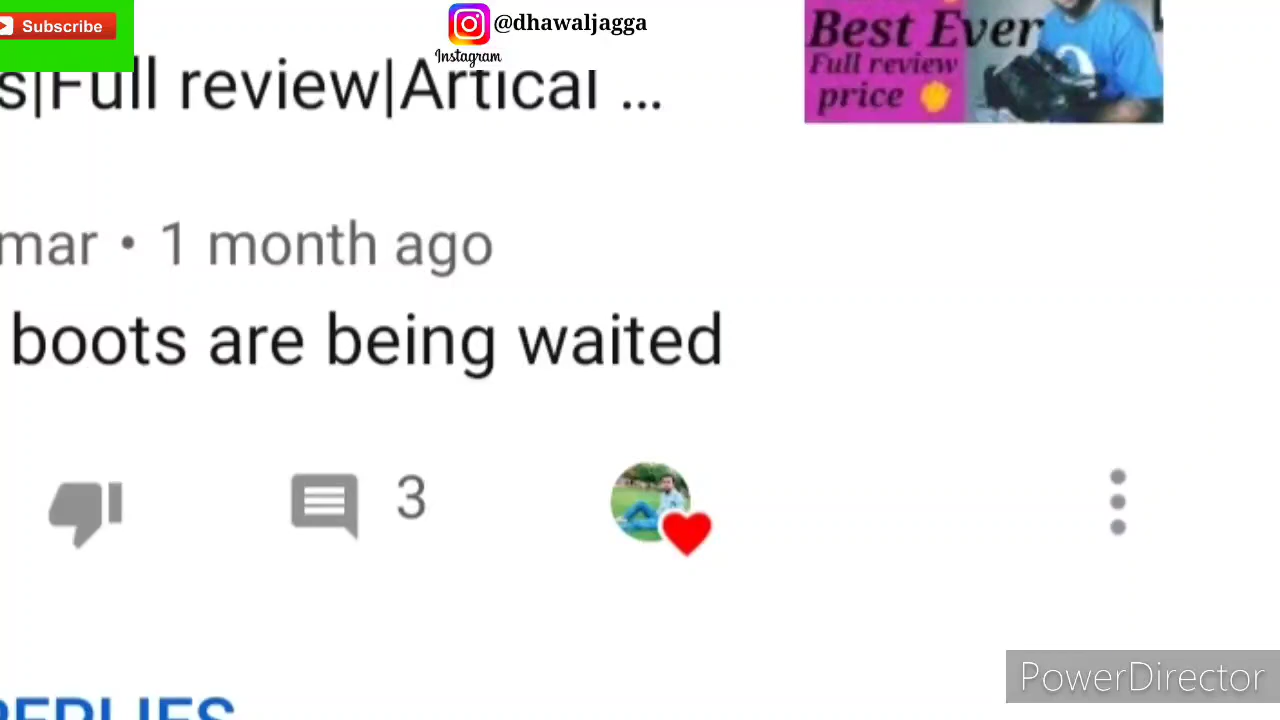 Subscribe
@dhawaljagga
Instagram
s|Full review|Artical ...
Best Ever
Full review
price
mar • 1 month ago
boots are being waited
3
REPLIES
PowerDirector